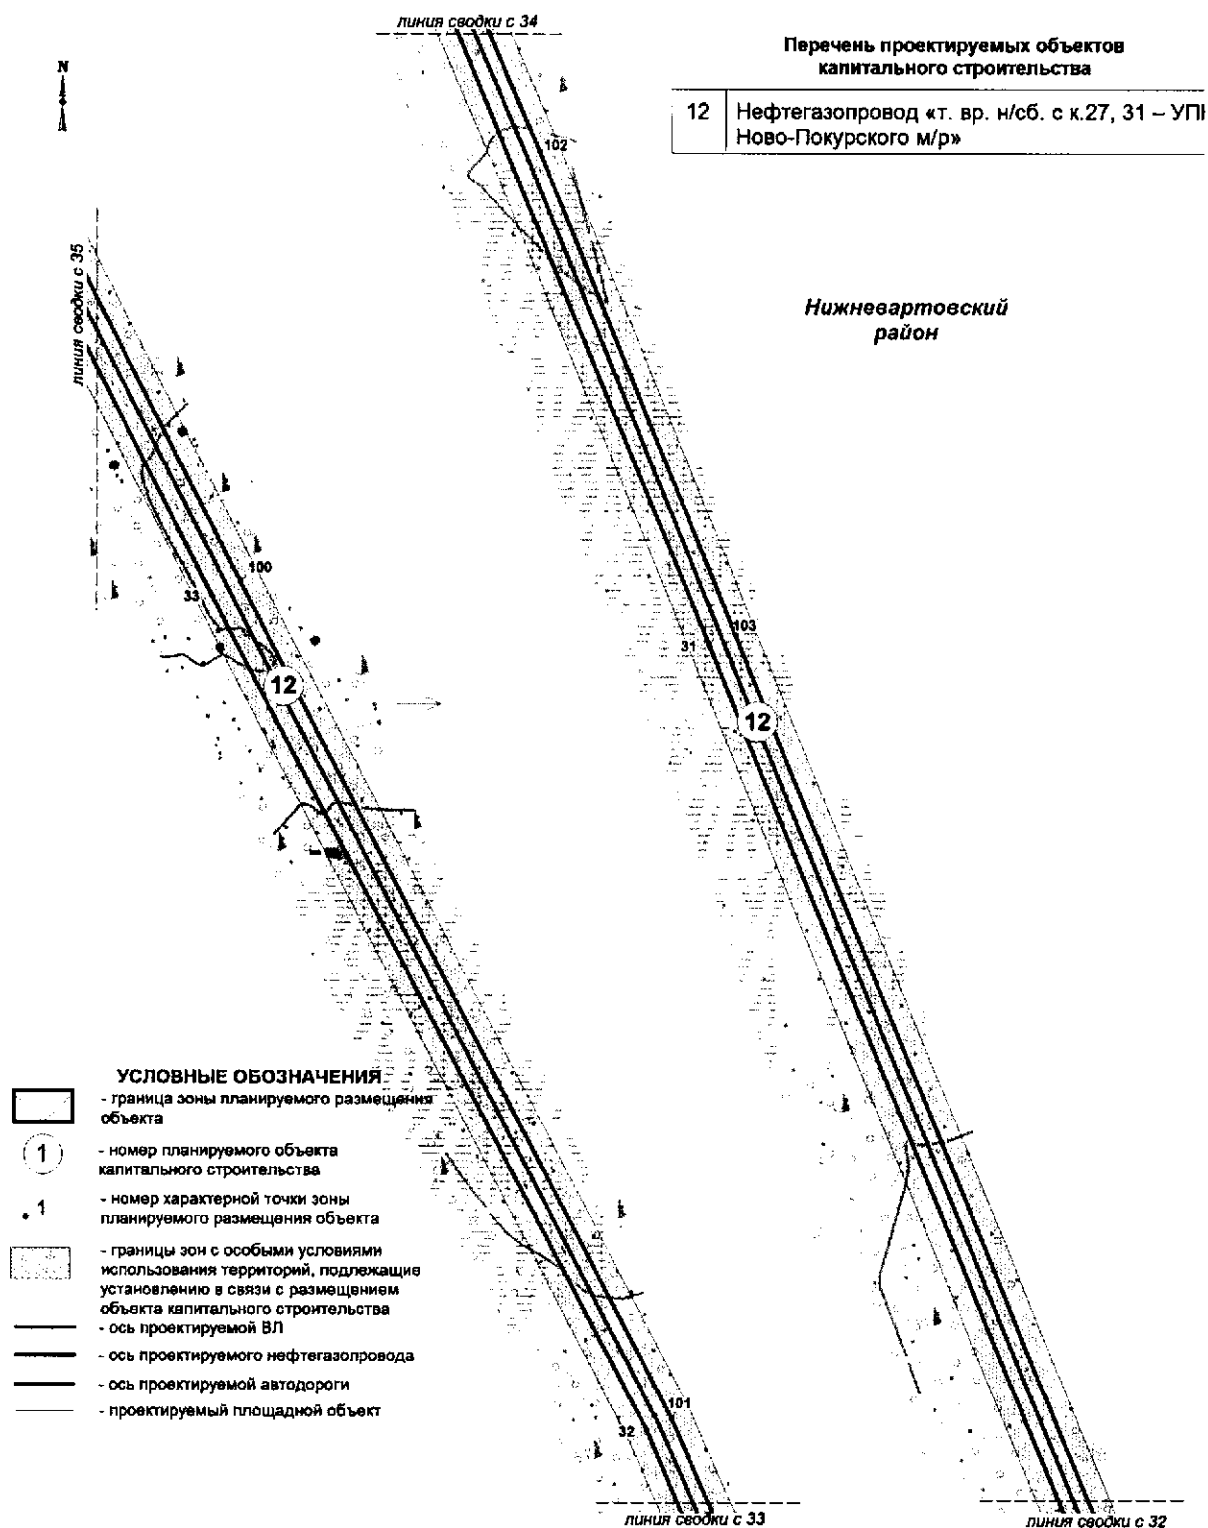 линия сводки с 34
Перечень проектируемых объектов
капитального строительства
N
12 Нефтегазопровод «т. вр. н/сб. с к.27, 31 – УПН
Ново-Покурского м/р»
102
линия сводки с 35
Нижневартовский
район
100
33
103
31
12
12
УСЛОВНЫЕ ОБОЗНАЧЕНИЯ
- граница зоны планируемого размещения
объекта
1 - номер планируемого объекта
капитального строительства
1 - номер характерной точки зоны
планируемого размещения объекта
- границы зон с особыми условиями
использования территорий, подлежащие
установлению в связи с размещением
объекта капитального строительства
- ось проектируемой ВЛ
- ось проектируемого нефтегазопровода
- ось проектируемой автодороги
- проектируемый площадной объект
101
32
линия сводки с 33
линия сводки с 32